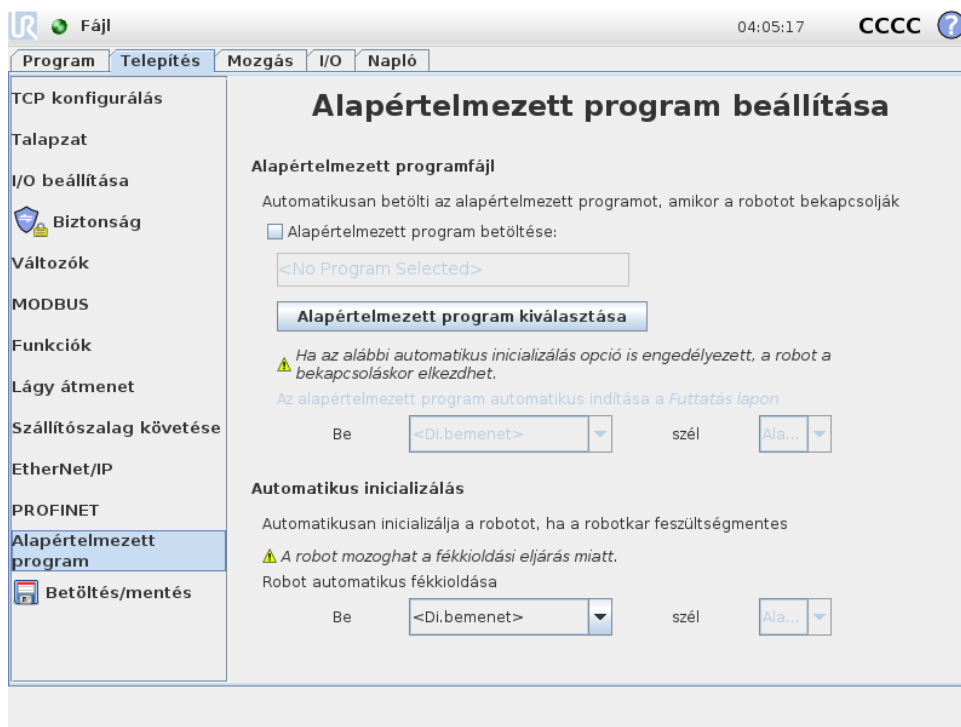 UR Fájl 04:05:17 CCCC ?
Program Telepítés Mozgás I/O Napló
TCP konfigurálás
Talapzat
I/O beállítása
Biztonság
Változók
MODBUS
Funkciók
Lágy átmenet
Szállítószalag követése
EtherNet/IP
PROFINET
Alapértelmezett
program
Betöltés/mentés
Alapértelmezett program beállítása
Alapértelmezett programfájl
Automatikusan betölti az alapértelmezett programot, amikor a robotot bekapcsolják
Alapértelmezett program betöltése:
<No Program Selected>
Alapértelmezett program kiválasztása
Ha az alábbi automatikus inicializálás opció is engedélyezett, a robot a
bekapcsoláskor elkezdhet.
Az alapértelmezett program automatikus indítása a Futtatás lapon
Be <Di.bemenet> szél Ala...
Automatikus inicializálás
Automatikusan inicializálja a robotot, ha a robotkar feszültségmentes
A robot mozoghat a fékkioldási eljárás miatt.
Robot automatikus fékkioldása
Be <Di.bemenet> szél Ala...